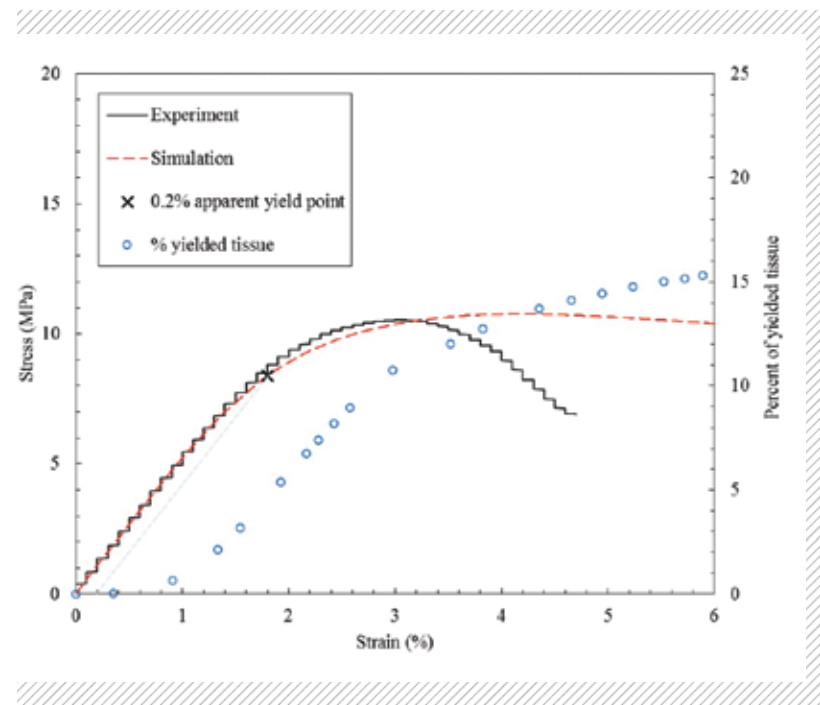 20
25
Experiment
Simulation
0.2% apparent yield point
% yielded tissue
15
20
10
15
5
10
0
5
0
Stress (MPa)
Percent of yielded tissue
0 1 2 3 4 5 6
Strain (%)